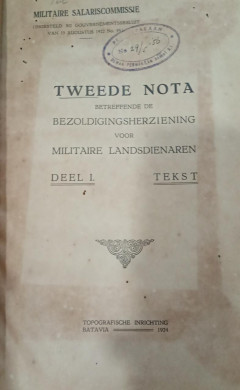 MILITAIRE SALARISCOMMISSIE
TWEEDE NOTA
BETREFFENDE DE
BEZOLDIGINGSHERZIENING
VOOR
MILITAIRE LANDSDIENAREN
DEEL I. TEKST
TOPOGRAFISCHE INRICHTING
BATAVIA 1924